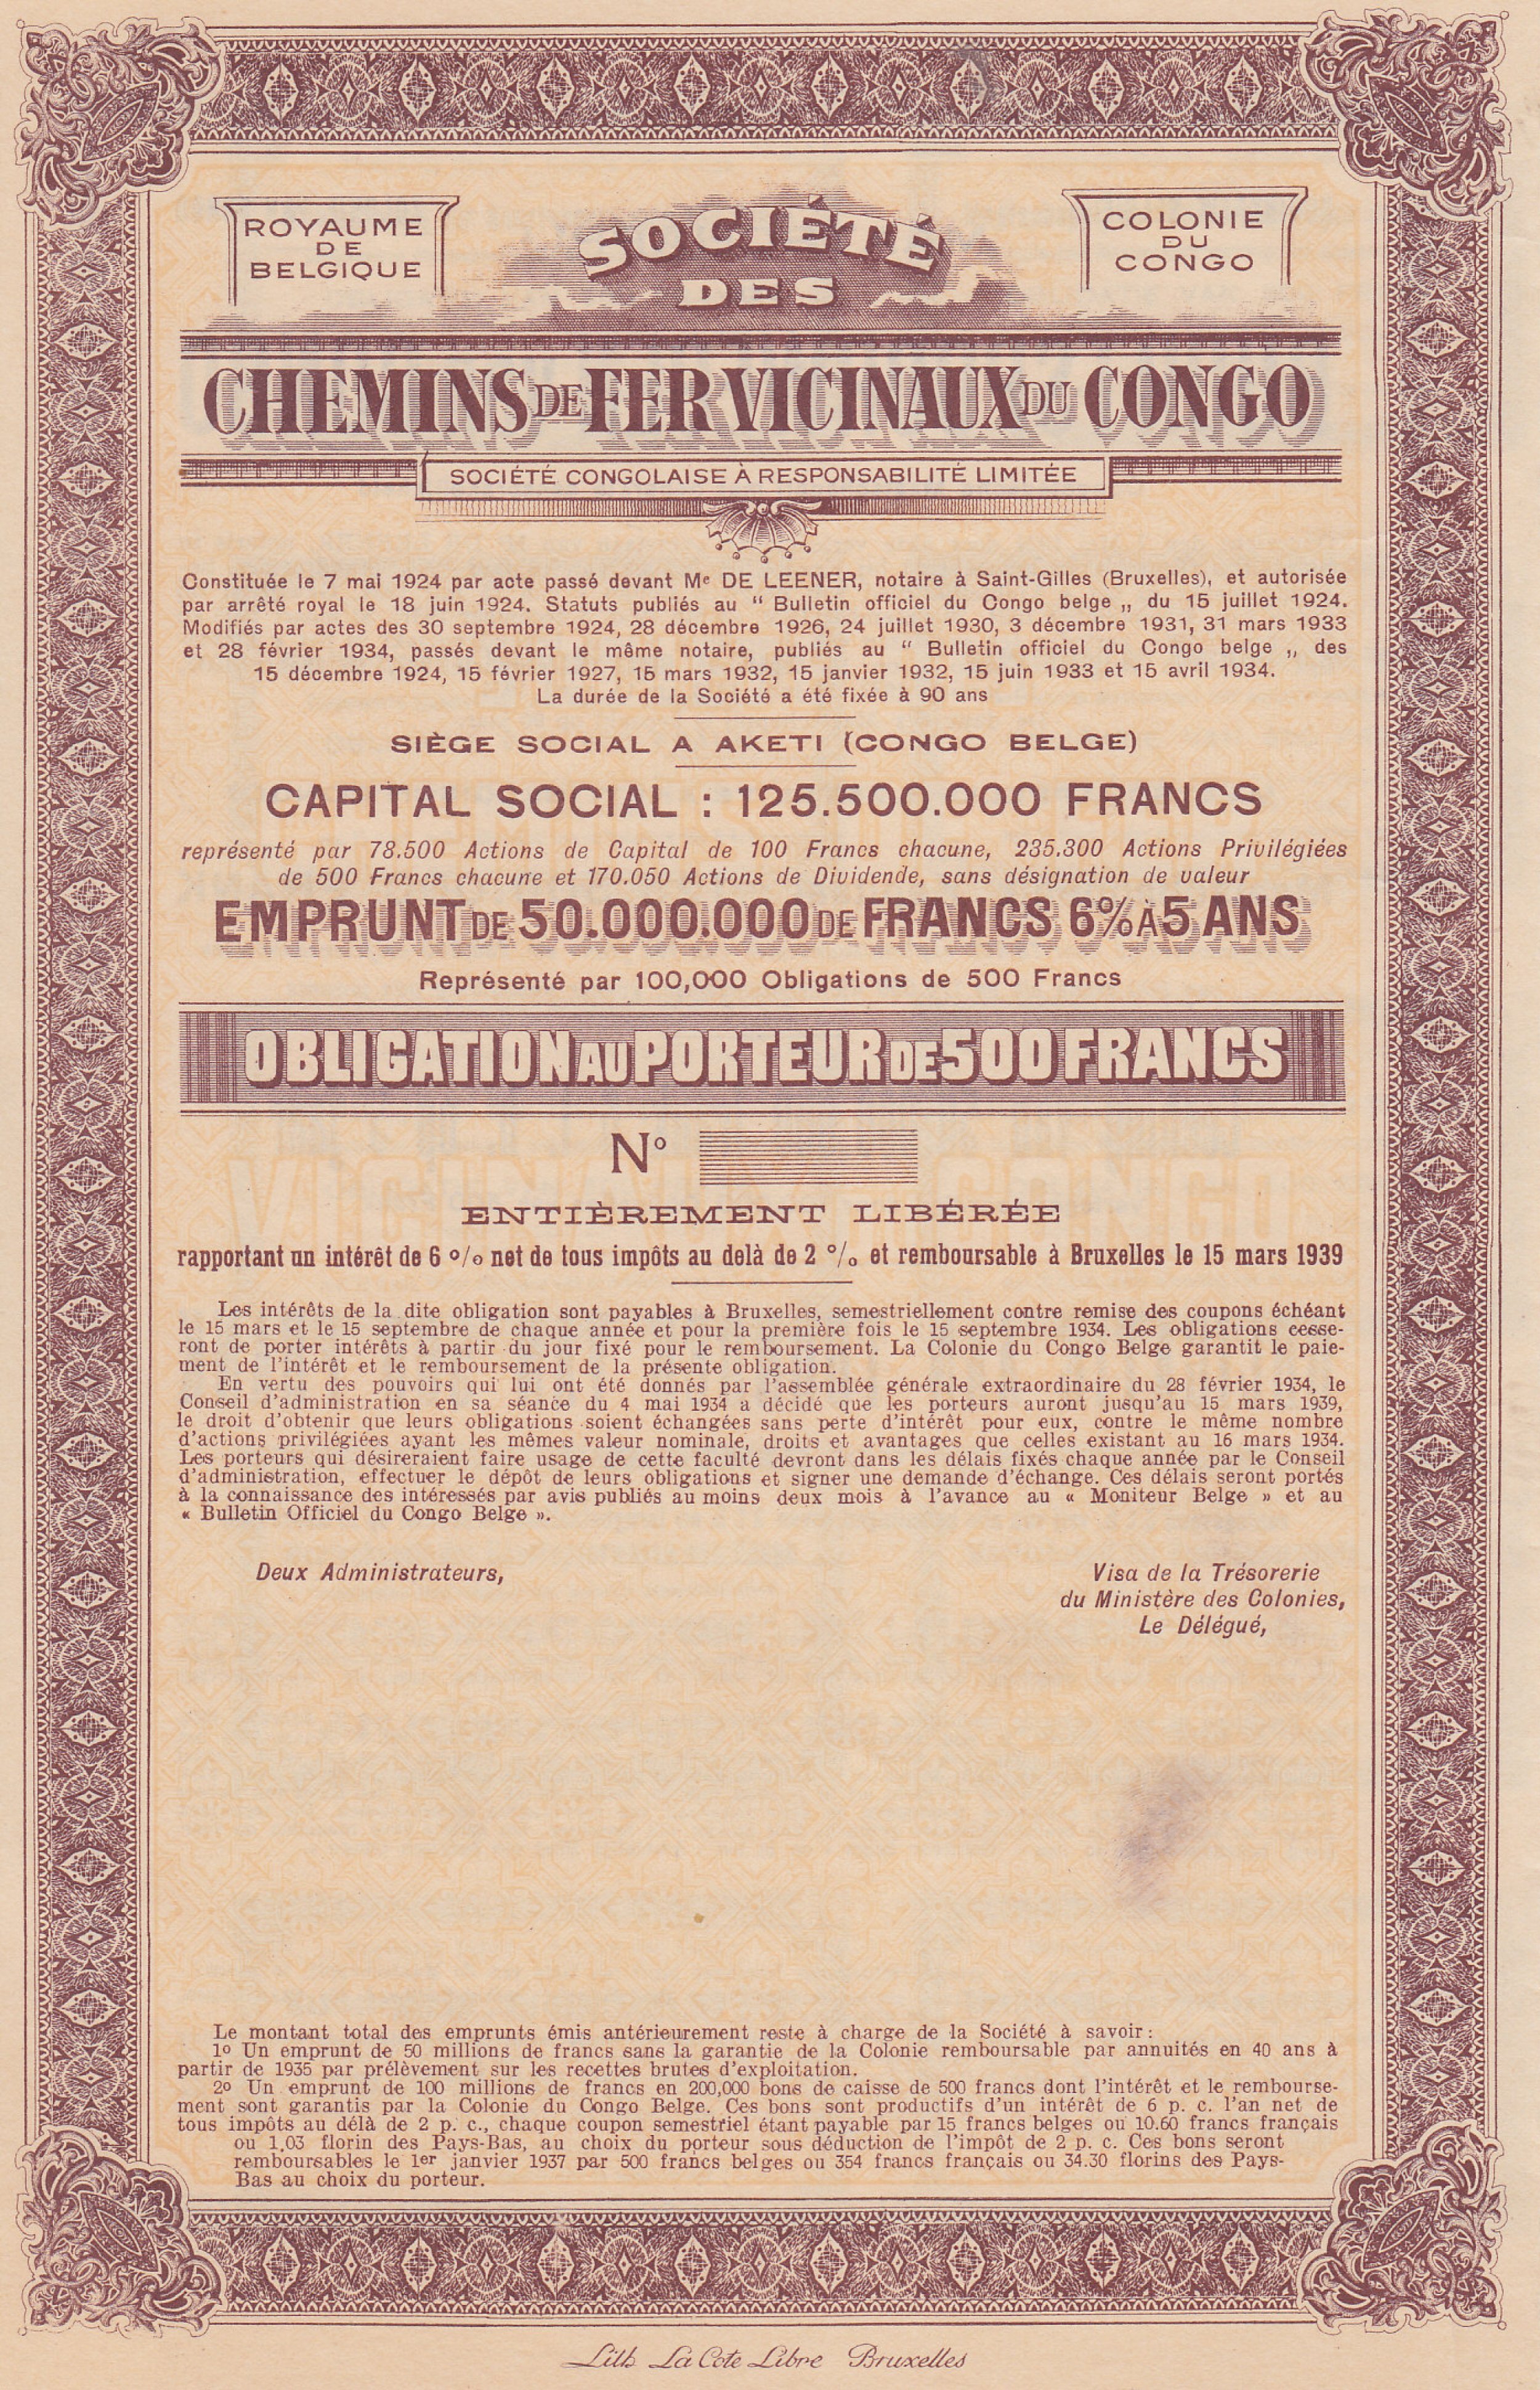 ROYAUME
DE
BELGIQUE
SOCIÉTÉ
DES
COLONIE
DU
CONGO
CHEMINS DE FER VICINAUX DU CONGO
SOCIÉTÉ CONGOLAISE À RESPONSABILITÉ LIMITÉE
Constituée le 7 mai 1924 par acte passé devant Me DE LEENER, notaire à Saint-Gilles (Bruxelles), et autorisée
par arrêté royal le 18 juin 1924. Statuts publiés au “ Bulletin officiel du Congo belge „ du 15 juillet 1924.
Modifiés par actes des 30 septembre 1924, 28 décembre 1926, 24 juillet 1930, 3 décembre 1931, 31 mars 1933
et 28 février 1934, passés devant le même notaire, publiés au “ Bulletin officiel du Congo belge „ des
15 décembre 1924, 15 février 1927, 15 mars 1932, 15 janvier 1932, 15 juin 1933 et 15 avril 1934.
La durée de la Société a été fixée à 90 ans
SIÈGE SOCIAL A AKETI (CONGO BELGE)
CAPITAL SOCIAL : 125.500.000 FRANCS
représenté par 78.500 Actions de Capital de 100 Francs chacune, 235.300 Actions Privilégiées
de 500 Francs chacune et 170.050 Actions de Dividende, sans désignation de valeur
EMPRUNT DE 50.000.000 DE FRANCS 6% À 5 ANS
Représenté par 100,000 Obligations de 500 Francs
OBLIGATION AU PORTEUR DE 500 FRANCS
No
VICINAUX CONGO
ENTIÈREMENT LIBÉRÉE
rapportant un intérêt de 6 % net de tous impôts au delà de 2 % et remboursable à Bruxelles le 15 mars 1939
Les intérêts de la dite obligation sont payables à Bruxelles, semestriellement contre remise des coupons échéant
le 15 mars et le 15 septembre de chaque année et pour la première fois le 15 septembre 1934. Les obligations cesse-
ront de porter intérêts à partir du jour fixé pour le remboursement. La Colonie du Congo Belge garantit le paie-
ment de l'intérêt et le remboursement de la présente obligation.
En vertu des pouvoirs qui lui ont été donnés par l'assemblée générale extraordinaire du 28 février 1934, le
Conseil d'administration en sa séance du 4 mai 1934 a décidé que les porteurs auront jusqu'au 15 mars 1939,
le droit d'obtenir que leurs obligations soient échangées sans perte d'intérêt pour eux, contre le même nombre
d'actions privilégiées ayant les mêmes valeur nominale, droits et avantages que celles existant au 16 mars 1934.
Les porteurs qui désireraient faire usage de cette faculté devront dans les délais fixés chaque année par le Conseil
d'administration, effectuer le dépôt de leurs obligations et signer une demande d'échange. Ces délais seront portés
à la connaissance des intéressés par avis publiés au moins deux mois à l'avance au « Moniteur Belge » et au
« Bulletin Officiel du Congo Belge ».
Deux Administrateurs,
Visa de la Trésorerie
du Ministère des Colonies,
Le Délégué,
Le montant total des emprunts émis antérieurement reste à charge de la Société à savoir :
1o Un emprunt de 50 millions de francs sans la garantie de la Colonie remboursable par annuités en 40 ans à
partir de 1935 par prélèvement sur les recettes brutes d'exploitation.
2o Un emprunt de 100 millions de francs en 200,000 bons de caisse de 500 francs dont l'intérêt et le rembourse-
ment sont garantis par la Colonie du Congo Belge. Ces bons sont productifs d'un intérêt de 6 p. c. l'an net de
tous impôts au délà de 2 p. c., chaque coupon semestriel étant payable par 15 francs belges ou 10.60 francs français
ou 1,03 florin des Pays-Bas, au choix du porteur sous déduction de l'impôt de 2 p. c. Ces bons seront
remboursables le 1er janvier 1937 par 500 francs belges ou 354 francs français ou 34.30 florins des Pays-
Bas au choix du porteur.
Lith La Cote Libre Bruxelles